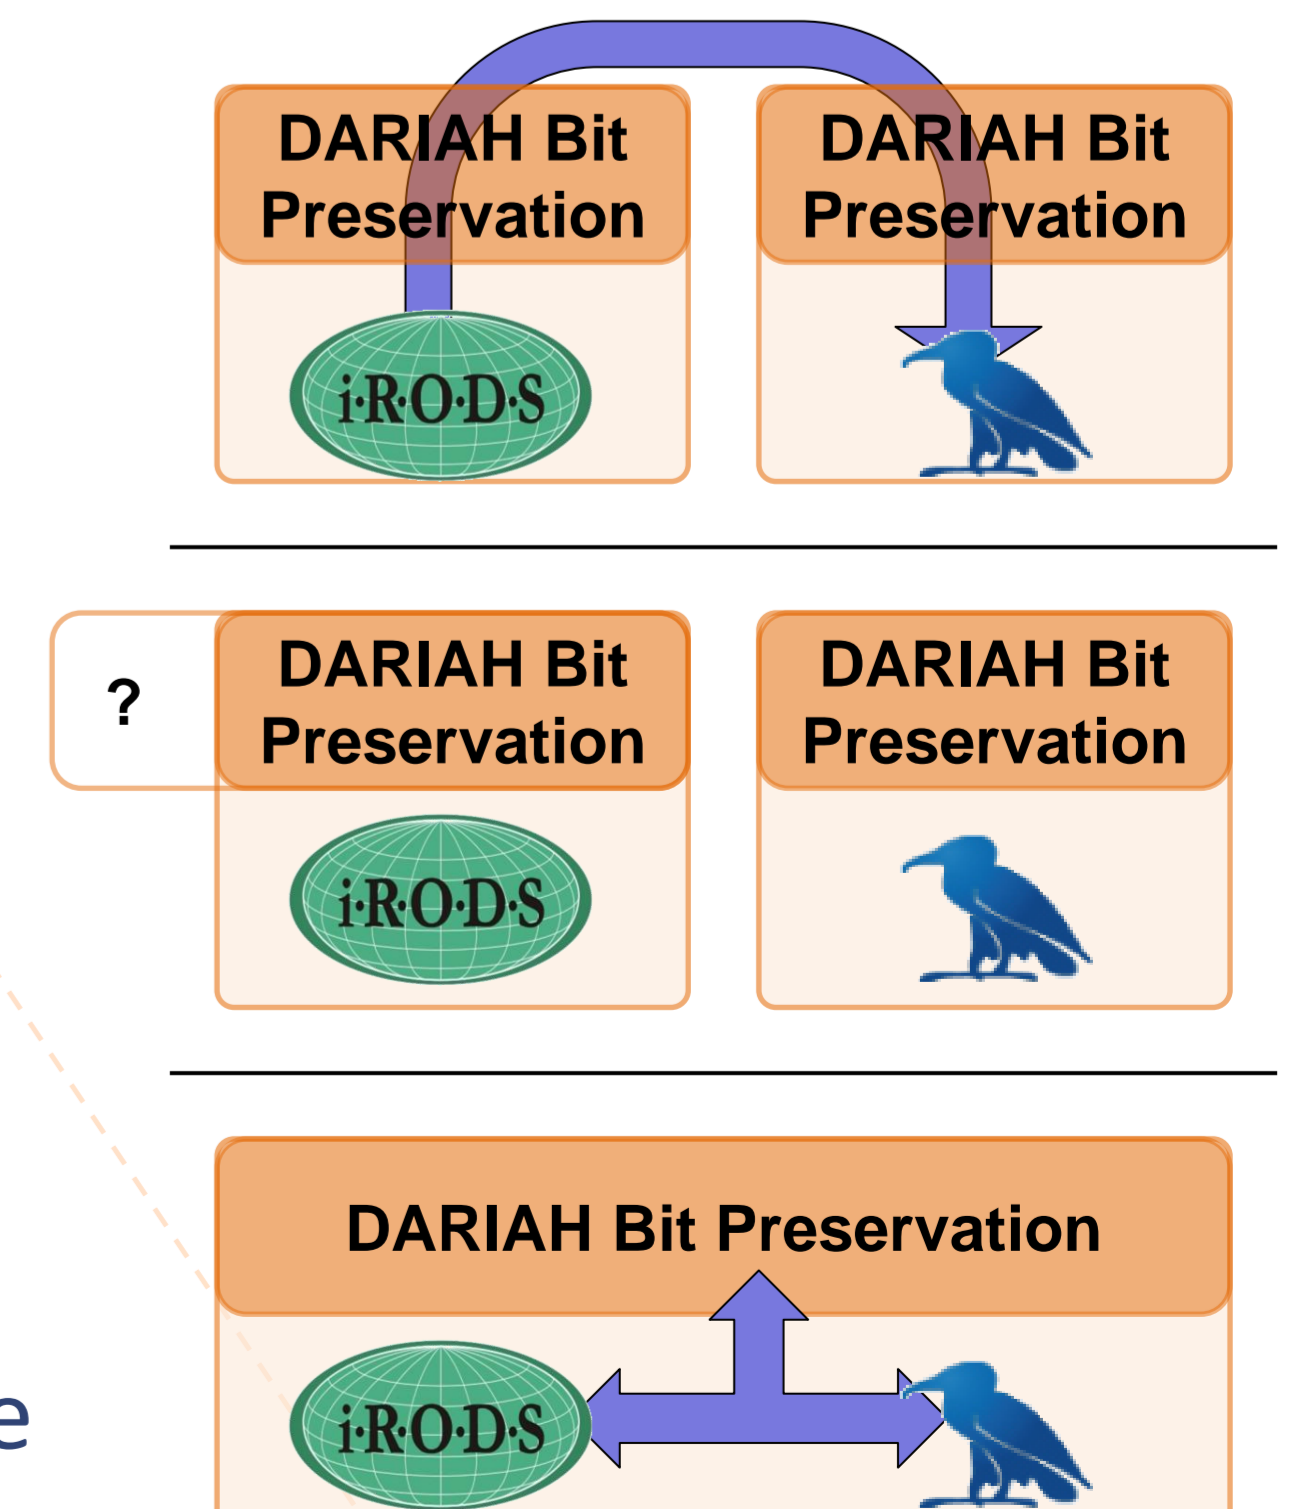 DARIAH Bit
Preservation
DARIAH Bit
Preservation
i·R·O·D·S
?
DARIAH Bit
Preservation
DARIAH Bit
Preservation
i·R·O·D·S
DARIAH Bit Preservation
i·R·O·D·S
e